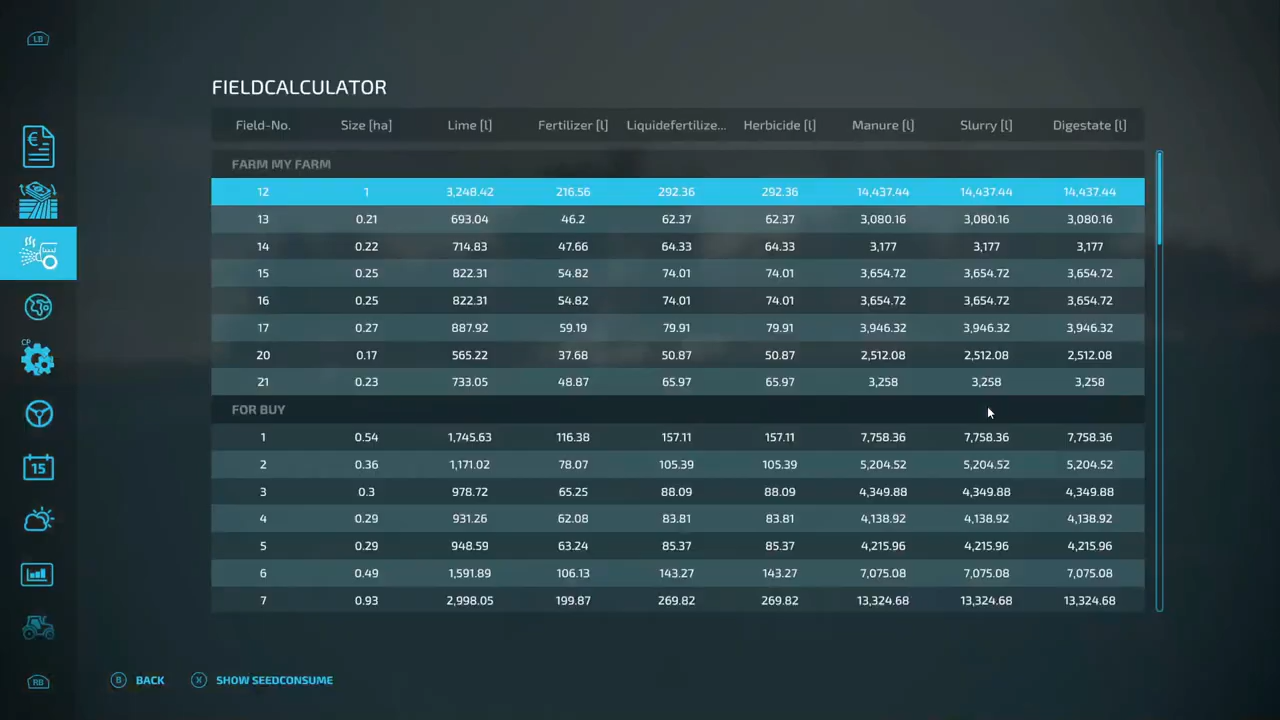 LB
FIELDCALCULATOR
Field-No. Size [ha] Lime [l] Fertilizer [l] Liquidefertilize... Herbicide [l] Manure [l] Slurry [l] Digestate [l]
FARM MY FARM
12 1 3,248.42 216.56 292.36 292.36 14,437.44 14,437.44 14,437.44
13 0.21 693.04 46.2 62.37 62.37 3,080.16 3,080.16 3,080.16
14 0.22 714.83 47.66 64.33 64.33 3,177 3,177 3,177
15 0.25 822.31 54.82 74.01 74.01 3,654.72 3,654.72 3,654.72
16 0.25 822.31 54.82 74.01 74.01 3,654.72 3,654.72 3,654.72
17 0.27 887.92 59.19 79.91 79.91 3,946.32 3,946.32 3,946.32
20 0.17 565.22 37.68 50.87 50.87 2,512.08 2,512.08 2,512.08
21 0.23 733.05 48.87 65.97 65.97 3,258 3,258 3,258
FOR BUY
1 0.54 1,745.63 116.38 157.11 157.11 7,758.36 7,758.36 7,758.36
2 0.36 1,171.02 78.07 105.39 105.39 5,204.52 5,204.52 5,204.52
3 0.3 978.72 65.25 88.09 88.09 4,349.88 4,349.88 4,349.88
4 0.29 931.26 62.08 83.81 83.81 4,138.92 4,138.92 4,138.92
5 0.29 948.59 63.24 85.37 85.37 4,215.96 4,215.96 4,215.96
6 0.49 1,591.89 106.13 143.27 143.27 7,075.08 7,075.08 7,075.08
7 0.93 2,998.05 199.87 269.82 269.82 13,324.68 13,324.68 13,324.68
CP
15
RB
B BACK X SHOW SEEDCONSUME